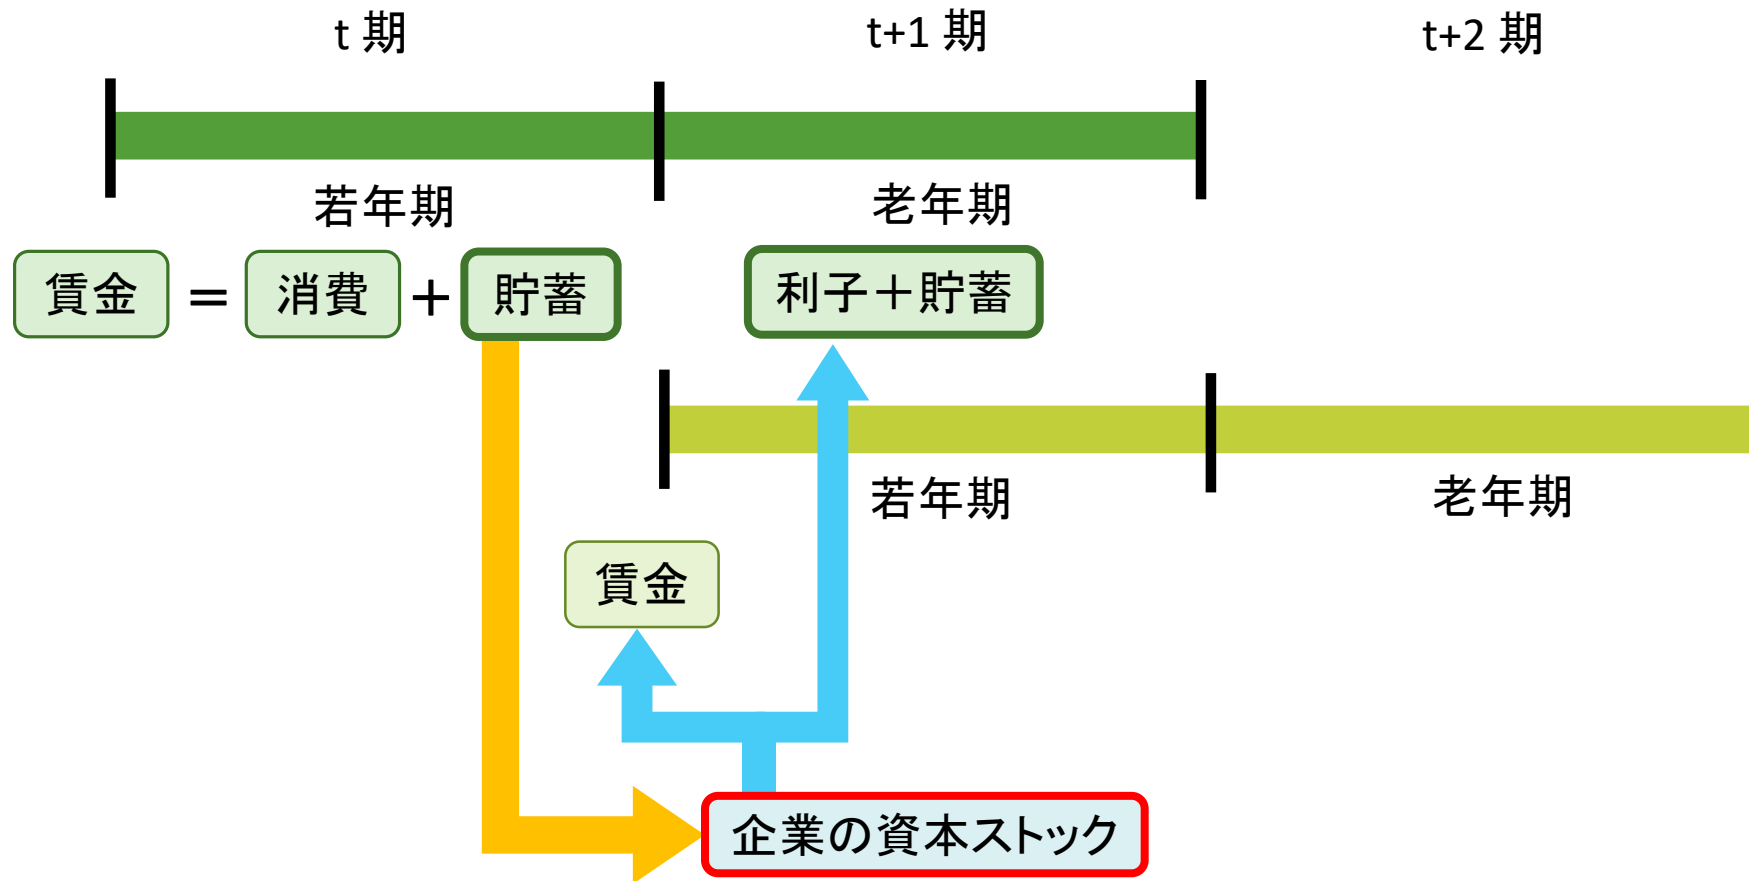 t 期
t+1 期
t+2 期
若年期
老年期
賃金 = 消費 + 貯蓄
利子＋貯蓄
若年期
老年期
賃金
企業の資本ストック